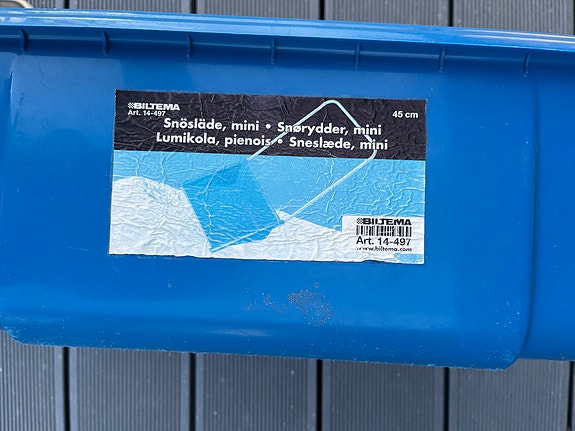 BILTEMA
Art. 14-497
45 cm
Snösläde, mini • Snørydder, mini
Lumikola, pienois • Sneslæde, mini
BILTEMA
Art. 14-497
www.biltema.com